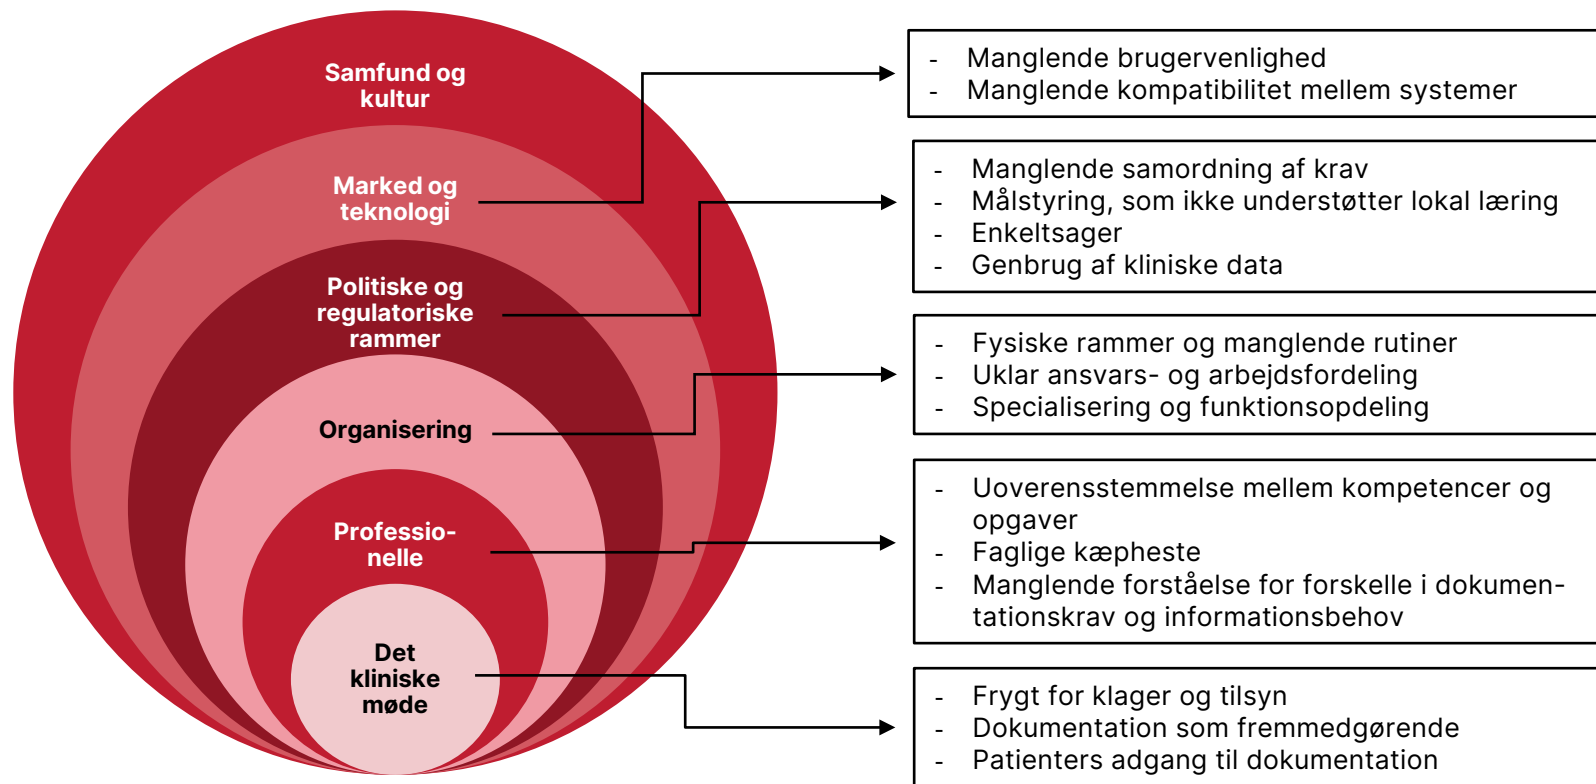 Samfund og
kultur
Marked og
teknologi
Politiske og
regulatoriske
rammer
Organisering
Professio-
nelle
Det
kliniske
møde
- Manglende brugervenlighed
- Manglende kompatibilitet mellem systemer
- Manglende samordning af krav
- Målstyring, som ikke understøtter lokal læring
- Enkeltsager
- Genbrug af kliniske data
- Fysiske rammer og manglende rutiner
- Uklar ansvars- og arbejdsfordeling
- Specialisering og funktionsopdeling
- Uoverensstemmelse mellem kompetencer og
opgaver
- Faglige kæpheste
- Manglende forståelse for forskelle i dokumen-
tationskrav og informationsbehov
- Frygt for klager og tilsyn
- Dokumentation som fremmedgørende
- Patienters adgang til dokumentation